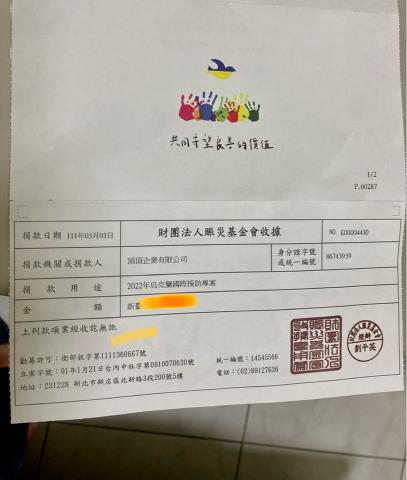 共同守望良善的價值
1/2
P.60287
捐款日期 111年03月03日 財團法人賑災基金會收據 NO. E00004430
捐款機關或捐款人 頂頂企業有限公司 身分證字號或統一編號 86743939
捐款用途 2022年烏克蘭國際援助專案
金額 新臺
上列款項業經收訖無訛
勸募許可：衛部救字第1111360667號
立案字號：91年1月21日台內中社字第0910070630號 統一編號：14545566
地址：231228 新北市新店區北新路3段200號5樓 電話：(02)89127636
劉平英